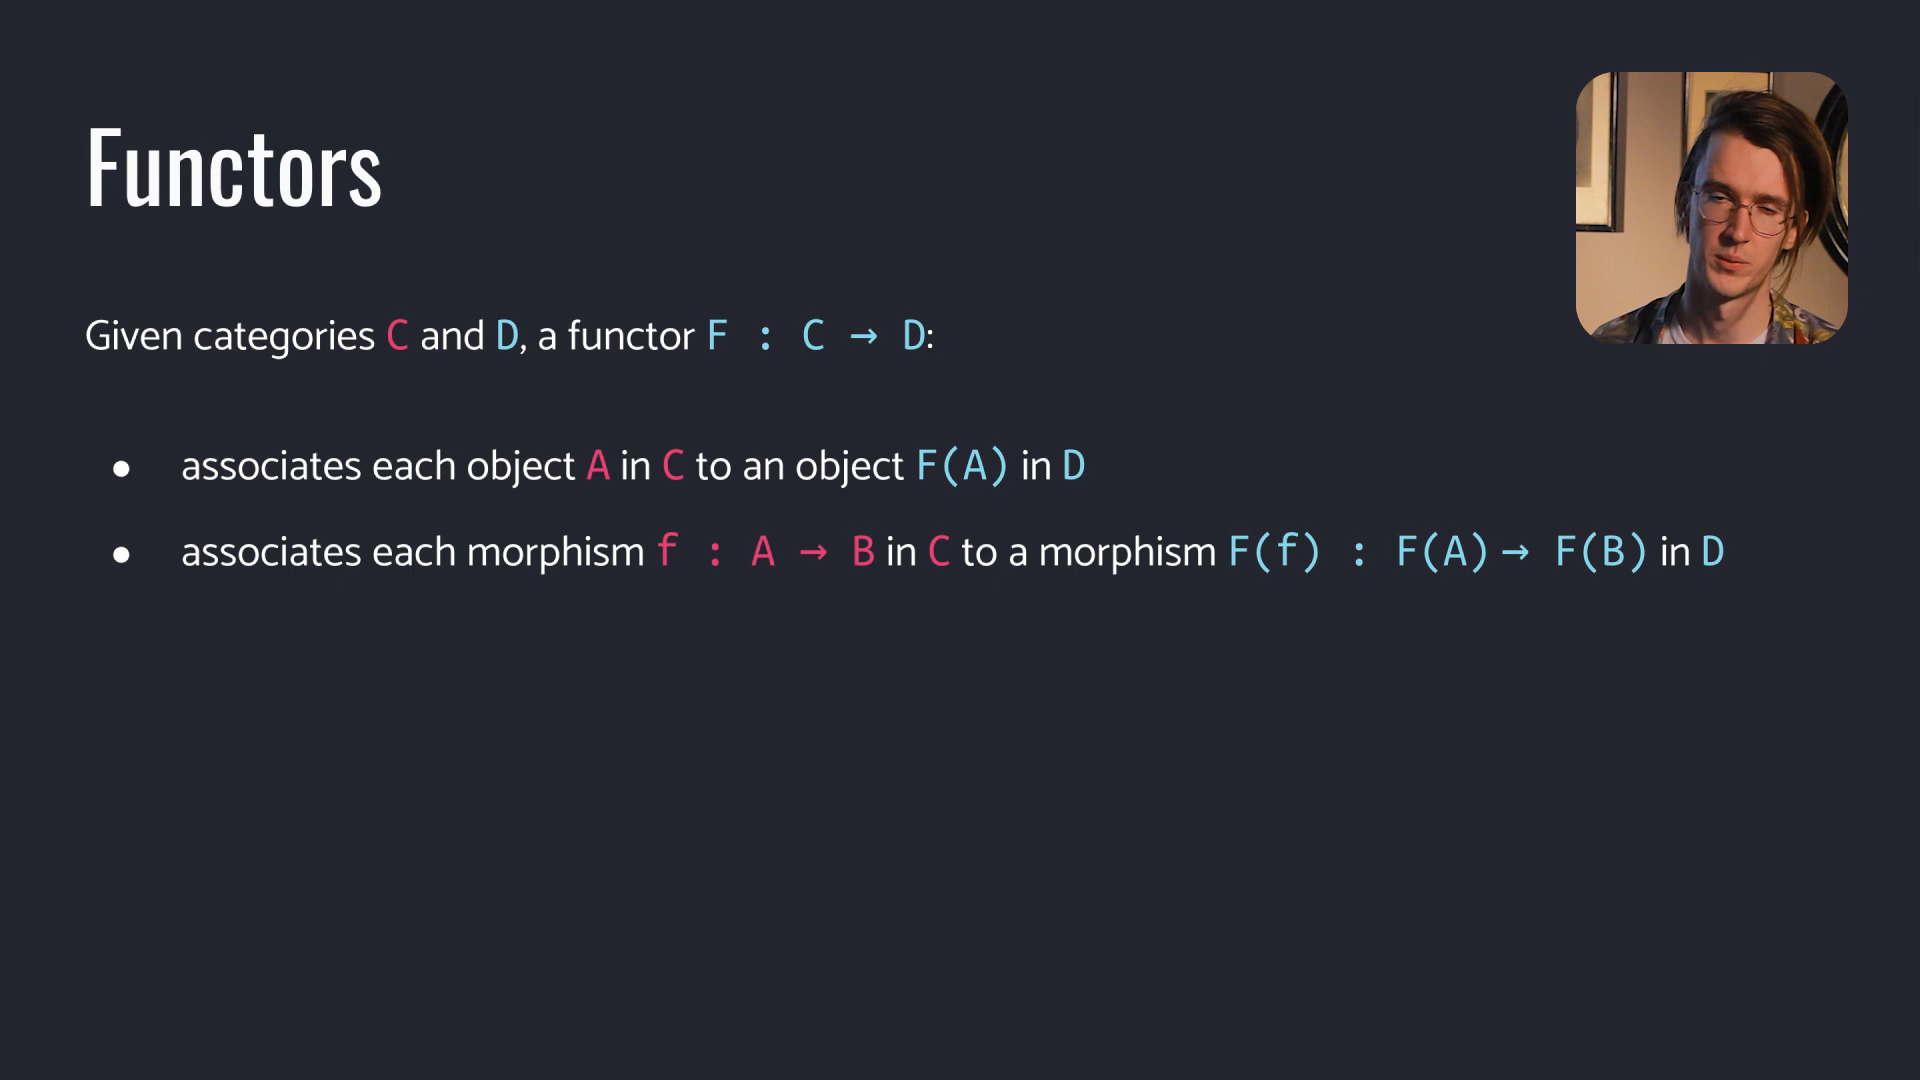 Functors
Given categories C and D, a functor F : C → D:
● associates each object A in C to an object F(A) in D
● associates each morphism f : A → B in C to a morphism F(f) : F(A)→ F(B) in D